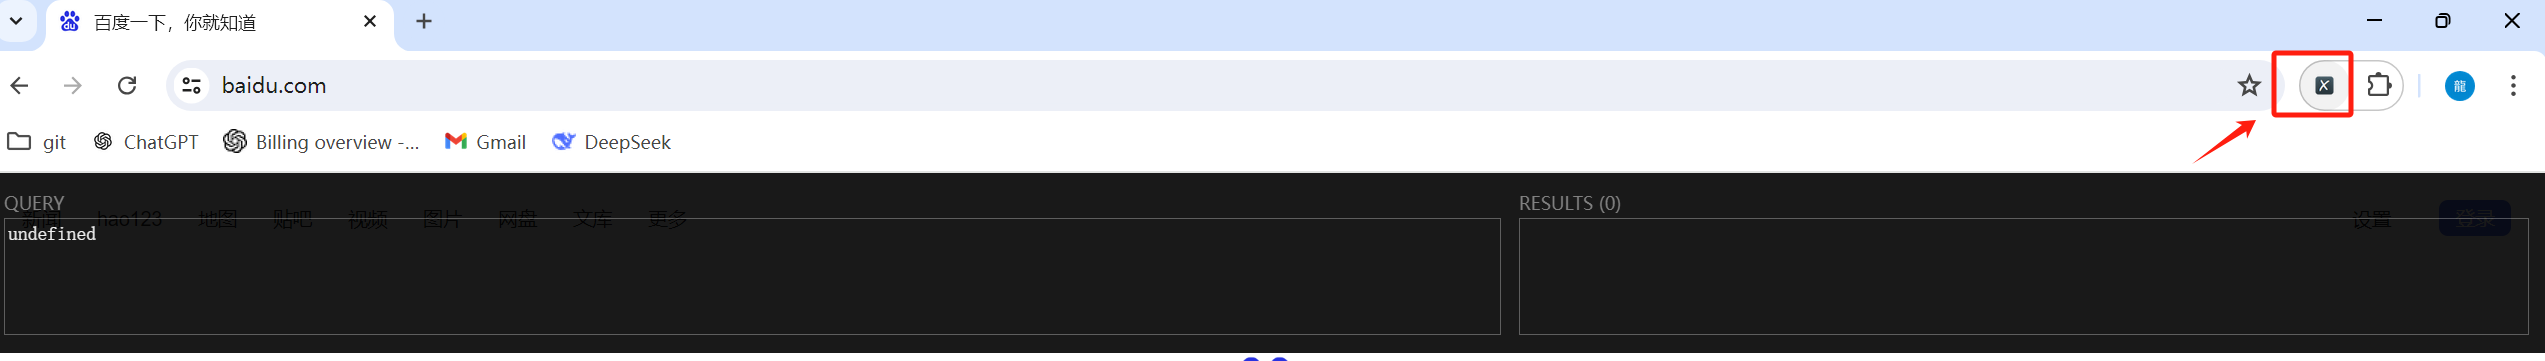 百度一下，你就知道
baidu.com
龍
git
ChatGPT
Billing overview -...
Gmail
DeepSeek
QUERY
RESULTS (0)
新闻 hao123 地图 贴吧 视频 图片 网盘 文库 更多 设置 登录
undefined